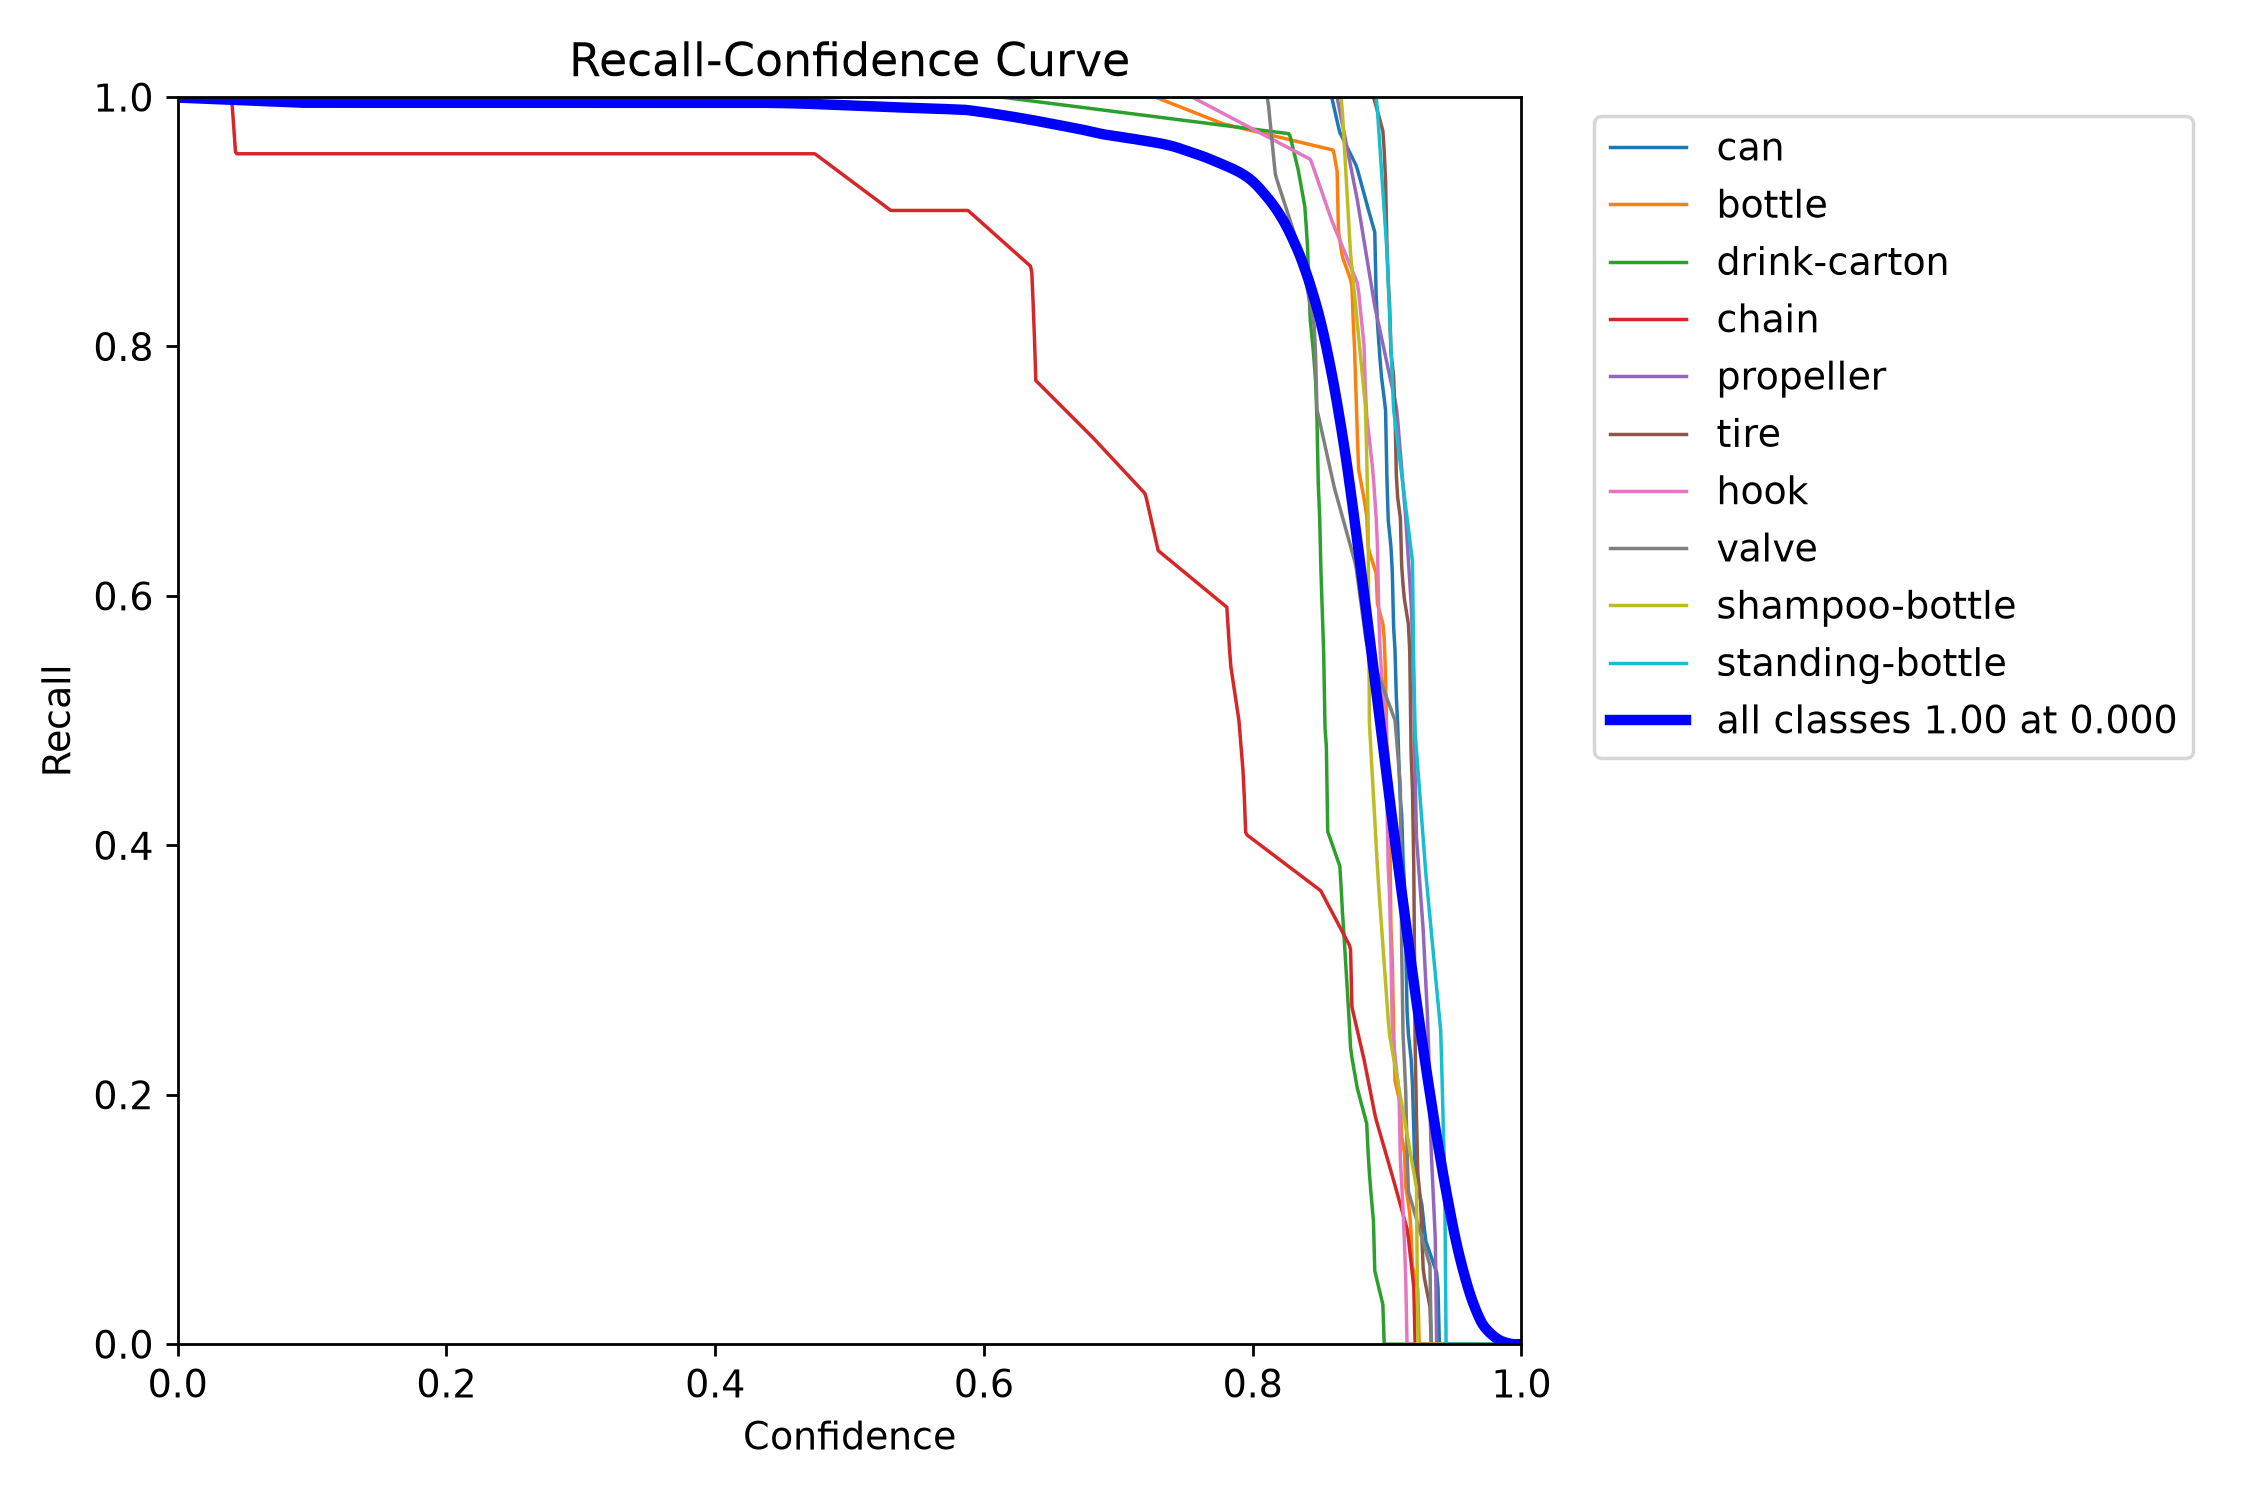 Recall-Confidence Curve
1.0
0.8
0.6
0.4
0.2
0.0
Recall
0.0 0.2 0.4 0.6 0.8 1.0
Confidence
can
bottle
drink-carton
chain
propeller
tire
hook
valve
shampoo-bottle
standing-bottle
all classes 1.00 at 0.000